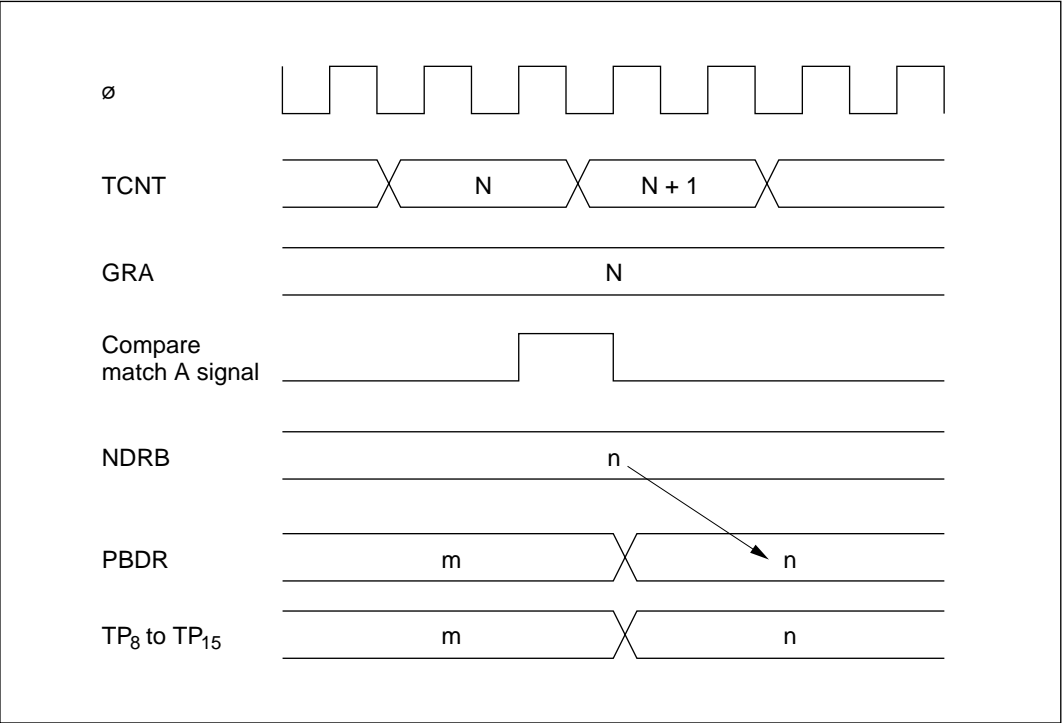 ø
TCNT N N + 1
GRA N
Compare
match A signal
NDRB n
PBDR m n
TP8 to TP15 m n